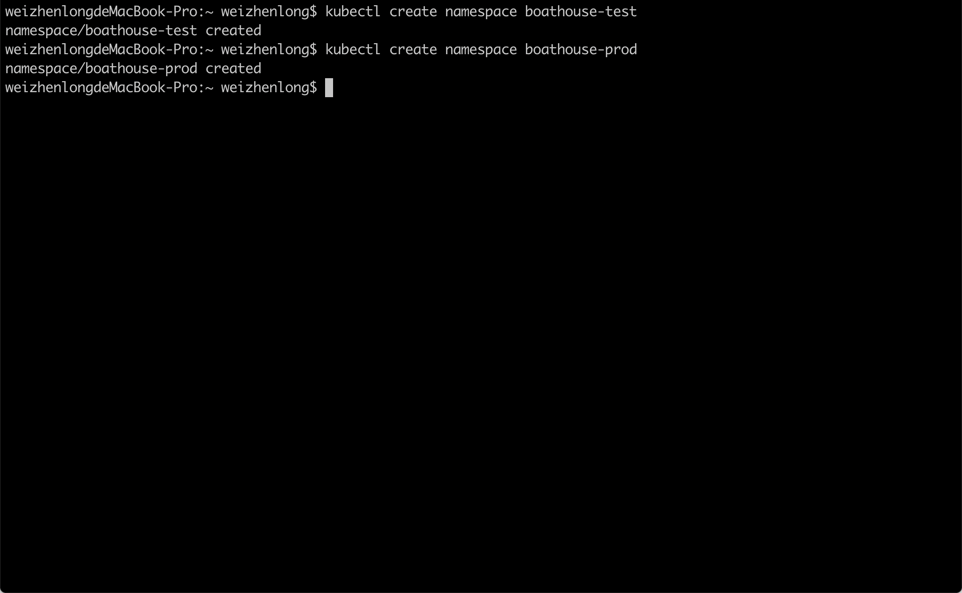 weizhenlongdeMacBook-Pro:~ weizhenlong$ kubectl create namespace boathouse-test
namespace/boathouse-test created
weizhenlongdeMacBook-Pro:~ weizhenlong$ kubectl create namespace boathouse-prod
namespace/boathouse-prod created
weizhenlongdeMacBook-Pro:~ weizhenlong$